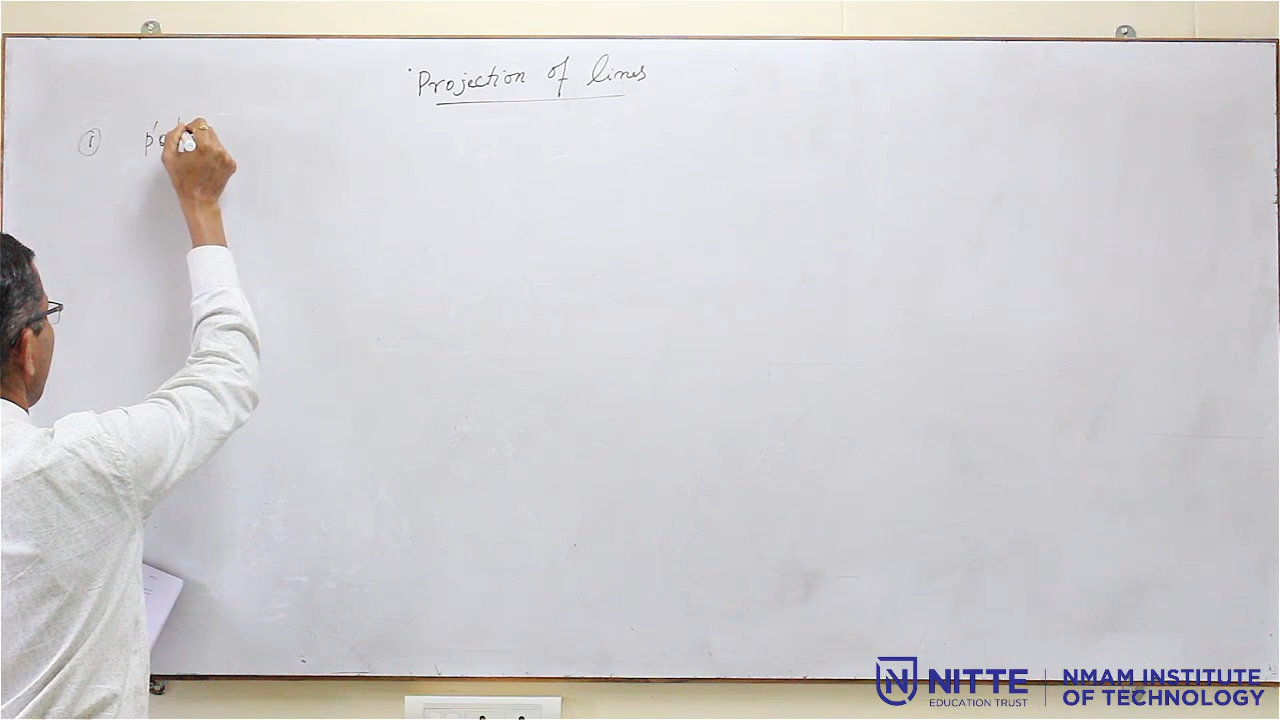 Projection of lines
①
NITTE
EDUCATION TRUST
NMAM INSTITUTE
OF TECHNOLOGY